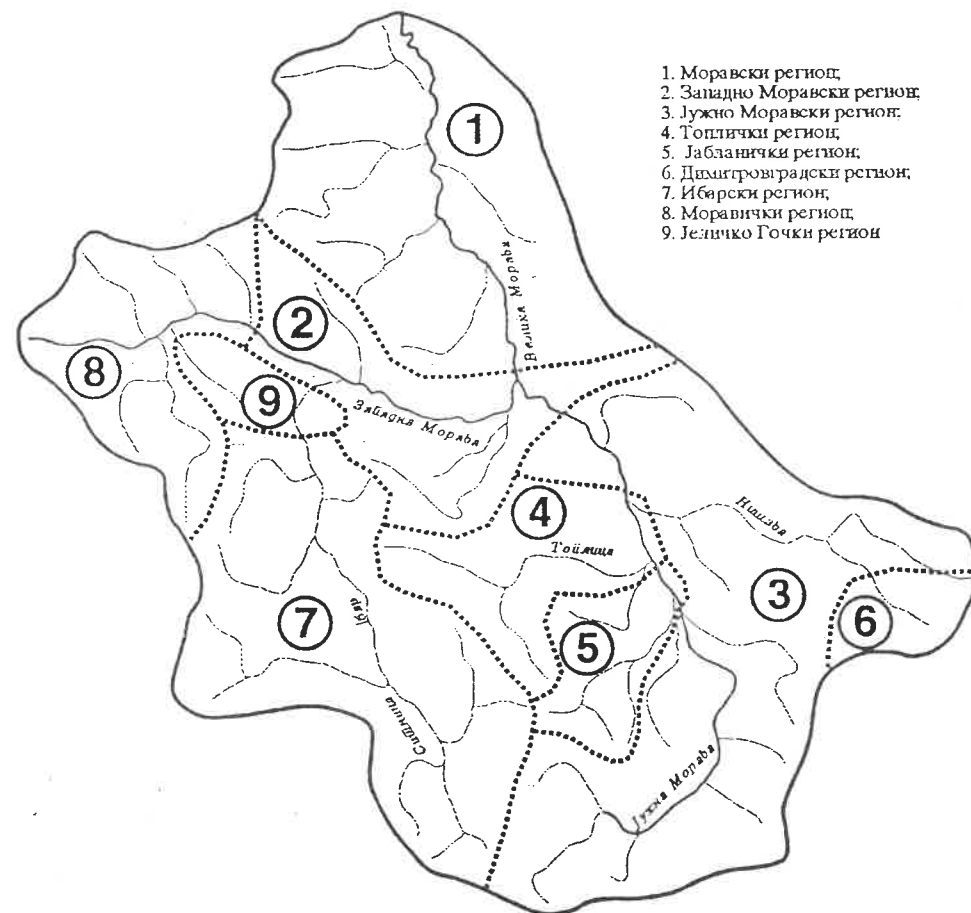 1. Моравски регион;
2. Западно Моравски регион;
3. Јужно Моравски регион;
4. Топлички регион;
5. Јабланички регион;
6. Димитровградски регион;
7. Ибарски регион;
8. Моравички регион;
9. Јеличко Гочки регион
1
2
Велика Морава
8
9
Западна Морава
4
Нишава
Топлица
3
7
Ибар
5
6
Ситница
Јужна Морава